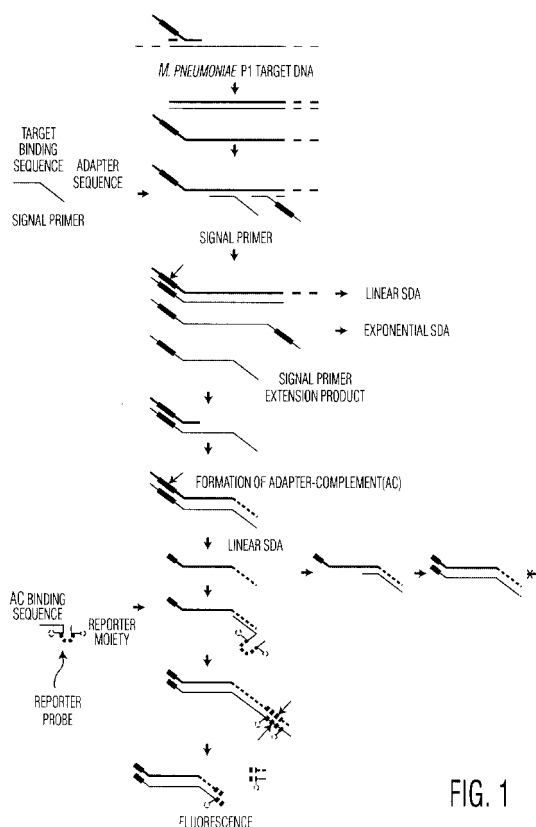 M. PNEUMONIAE P1 TARGET DNA
TARGET
BINDING
SEQUENCE
ADAPTER
SEQUENCE
SIGNAL PRIMER
SIGNAL PRIMER
LINEAR SDA
EXPONENTIAL SDA
SIGNAL PRIMER
EXTENSION PRODUCT
FORMATION OF ADAPTER-COMPLEMENT(AC)
LINEAR SDA
AC BINDING
SEQUENCE
REPORTER
MOIETY
REPORTER
PROBE
FLUORESCENCE
FIG. 1